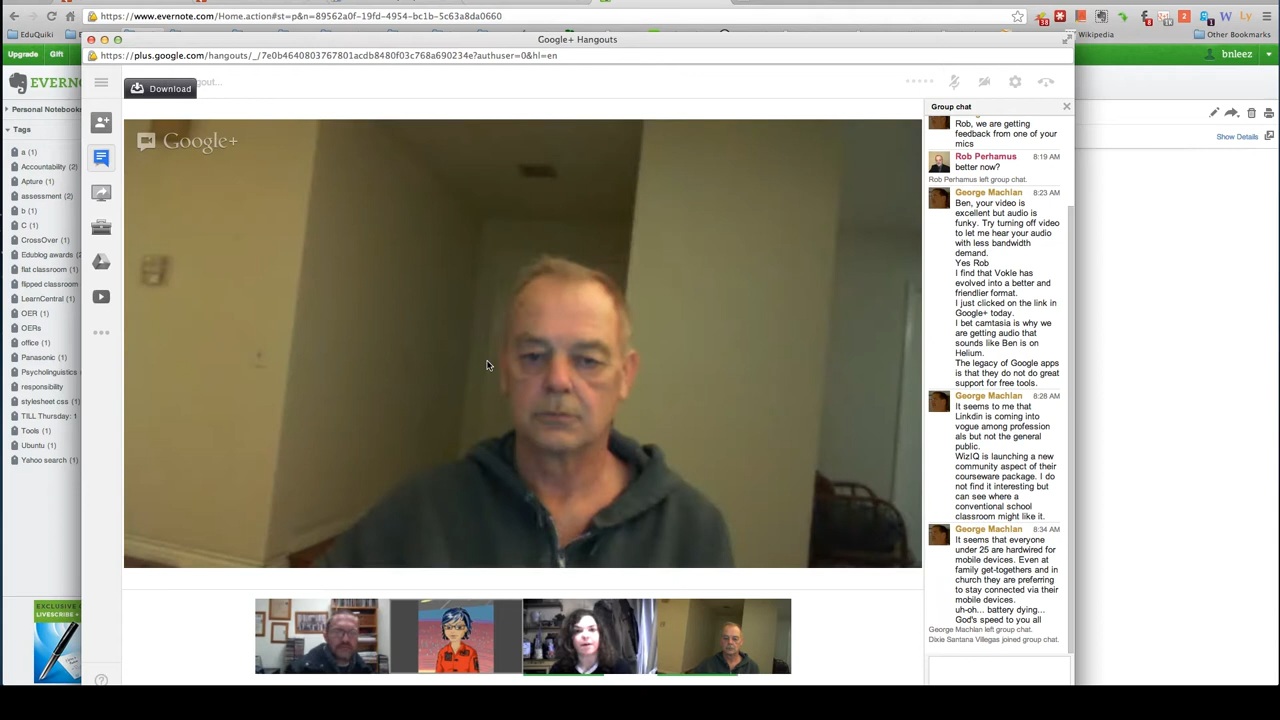 https://www.evernote.com/Home.action#st=p&n=89562a0f-19fd-4954-bc1b-5c63a8da0660
EduQuiki
Wikipedia
Other Bookmarks
Google+ Hangouts
Upgrade
Gift
https://plus.google.com/hangouts/_/7e0b4640803767801acdb8480f03c768a690234e?authuser=0&hl=en
bnleez
EVERN
Download
gout...
Personal Notebook
Tags
a (1)
Accountability (2)
Apture (1)
assessment (2)
b (1)
C (1)
CrossOver (1)
Edublog awards (2
flat classroom (1)
flipped classroom
LearnCentral (1)
OER (1)
OERs
office (1)
Panasonic (1)
Psycholinguistics
responsibility
stylesheet css (1)
TILL Thursday: 1
Tools (1)
Ubuntu (1)
Yahoo search (1)
EXCLUSIVE
LIVESCRIBE
Google+
Group chat
Rob, we are getting
feedback from one of your
mics
Rob Perhamus 8:19 AM
better now?
Rob Perhamus left group chat.
George Machlan 8:23 AM
Ben, your video is
excellent but audio is
funky. Try turning off video
to let me hear your audio
with less bandwidth
demand.
Yes Rob
I find that Vokle has
evolved into a better and
friendlier format.
I just clicked on the link in
Google+ today.
I bet camtasia is why we
are getting audio that
sounds like Ben is on
Helium.
The legacy of Google apps
is that they do not do great
support for free tools.
George Machlan 8:28 AM
It seems to me that
Linkdin is coming into
vogue among profession
als but not the general
public.
WizIQ is launching a new
community aspect of their
courseware package. I do
not find it interesting but
can see where a
conventional school
classroom might like it.
George Machlan 8:34 AM
It seems that everyone
under 25 are hardwired for
mobile devices. Even at
family get-togethers and in
church they are preferring
to stay connected via their
mobile devices.
uh-oh... battery dying...
God's speed to you all
George Machlan left group chat.
Dixie Santana Villegas joined group chat.
Show Details